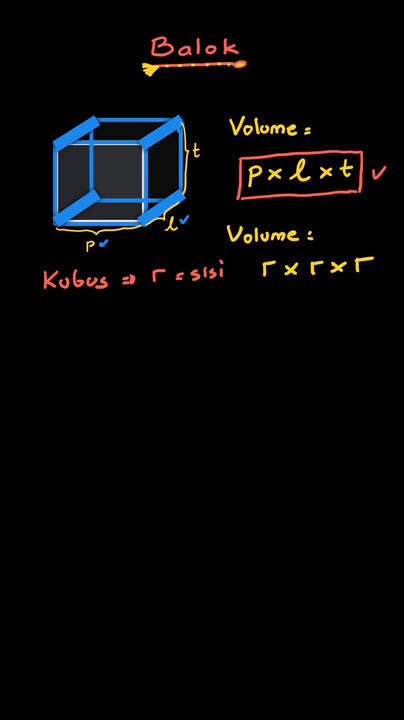 Balok
Volume =
p x l x t
t
l
p
Volume :
Kubus => r = sisi
r x r x r